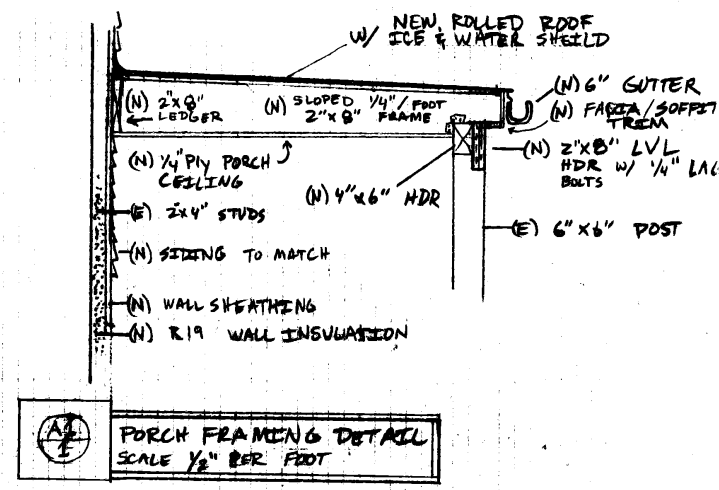 NEW ROLLED ROOF
W/ ICE & WATER SHEILD
(N) 6" GUTTER
(N) FACIA/SOFFIT
TRIM
(N) 2"X8"
LEDGER
(N) SLOPED 1/4"/FOOT
2"X8" FRAME
(N) 2"X8" LVL
HDR W/ 1/4" LAG
BOLTS
(N) 1/4" PLY PORCH
CEILING
(N) 4"X6" HDR
(E) 2X4" STUDS
(E) 6"X6" POST
(N) SIDING TO MATCH
(N) WALL SHEATHING
(N) R19 WALL INSULATION
PORCH FRAMING DETAIL
SCALE 1/2" PER FOOT